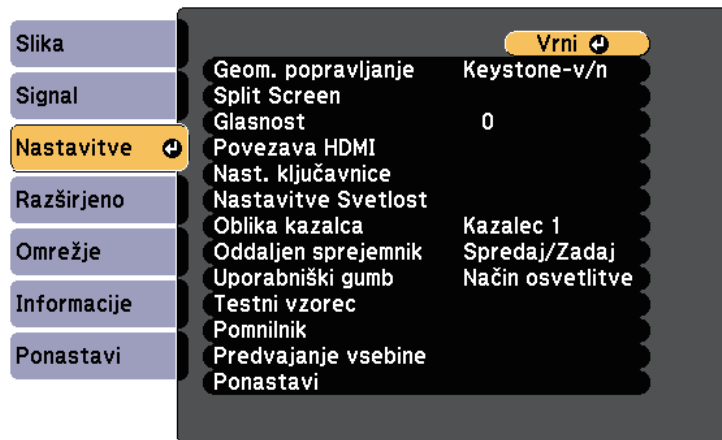 Slika
Signal
Nastavitve
Razširjeno
Omrežje
Informacije
Ponastavi
Vrni
Geom. popravljanje Keystone-v/n
Split Screen
Glasnost 0
Povezava HDMI
Nast. ključavnice
Nastavitve Svetlost
Oblika kazalca Kazalec 1
Oddaljen sprejemnik Spredaj/Zadaj
Uporabniški gumb Način osvetlitve
Testni vzorec
Pomnilnik
Predvajanje vsebine
Ponastavi